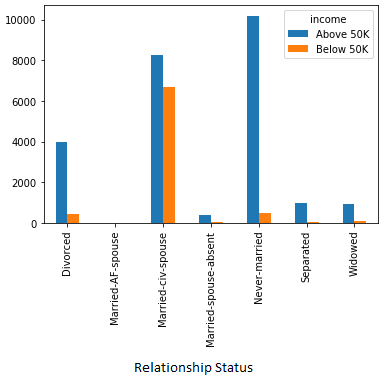 income
Above 50K
Below 50K
10000
8000
6000
4000
2000
0
Divorced
Married-AF-spouse
Married-civ-spouse
Married-spouse-absent
Never-married
Separated
Widowed
Relationship Status